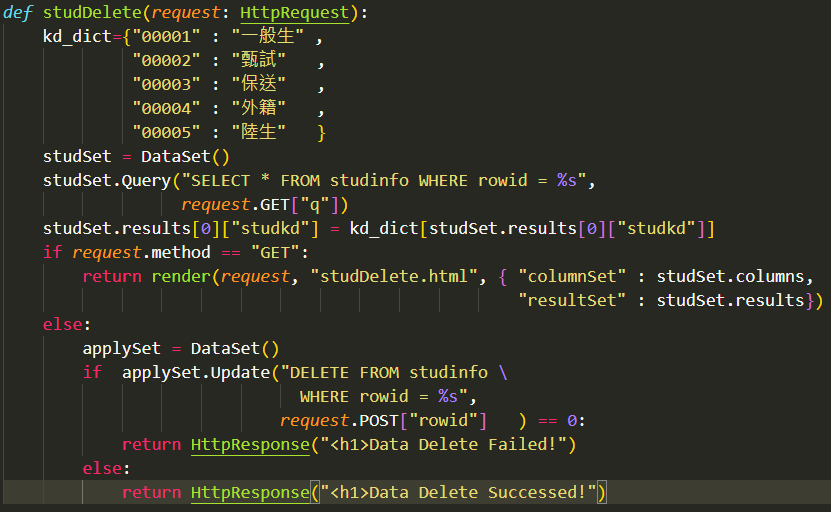 def studDelete(request: HttpRequest):
    kd_dict={"00001" : "一般生" ,
             "00002" : "甄試"   ,
             "00003" : "保送"   ,
             "00004" : "外籍"   ,
             "00005" : "陸生"   }
    studSet = DataSet()
    studSet.Query("SELECT * FROM studinfo WHERE rowid = %s",
                  request.GET["q"])
    studSet.results[0]["studkd"] = kd_dict[studSet.results[0]["studkd"]]
    if request.method == "GET":
        return render(request, "studDelete.html", { "columnSet" : studSet.columns,
                                                    "resultSet" : studSet.results})
    else:
        applySet = DataSet()
        if  applySet.Update("DELETE FROM studinfo \
                              WHERE rowid = %s",
                            request.POST["rowid"]   ) == 0:
            return HttpResponse("<h1>Data Delete Failed!")
        else:
            return HttpResponse("<h1>Data Delete Successed!")